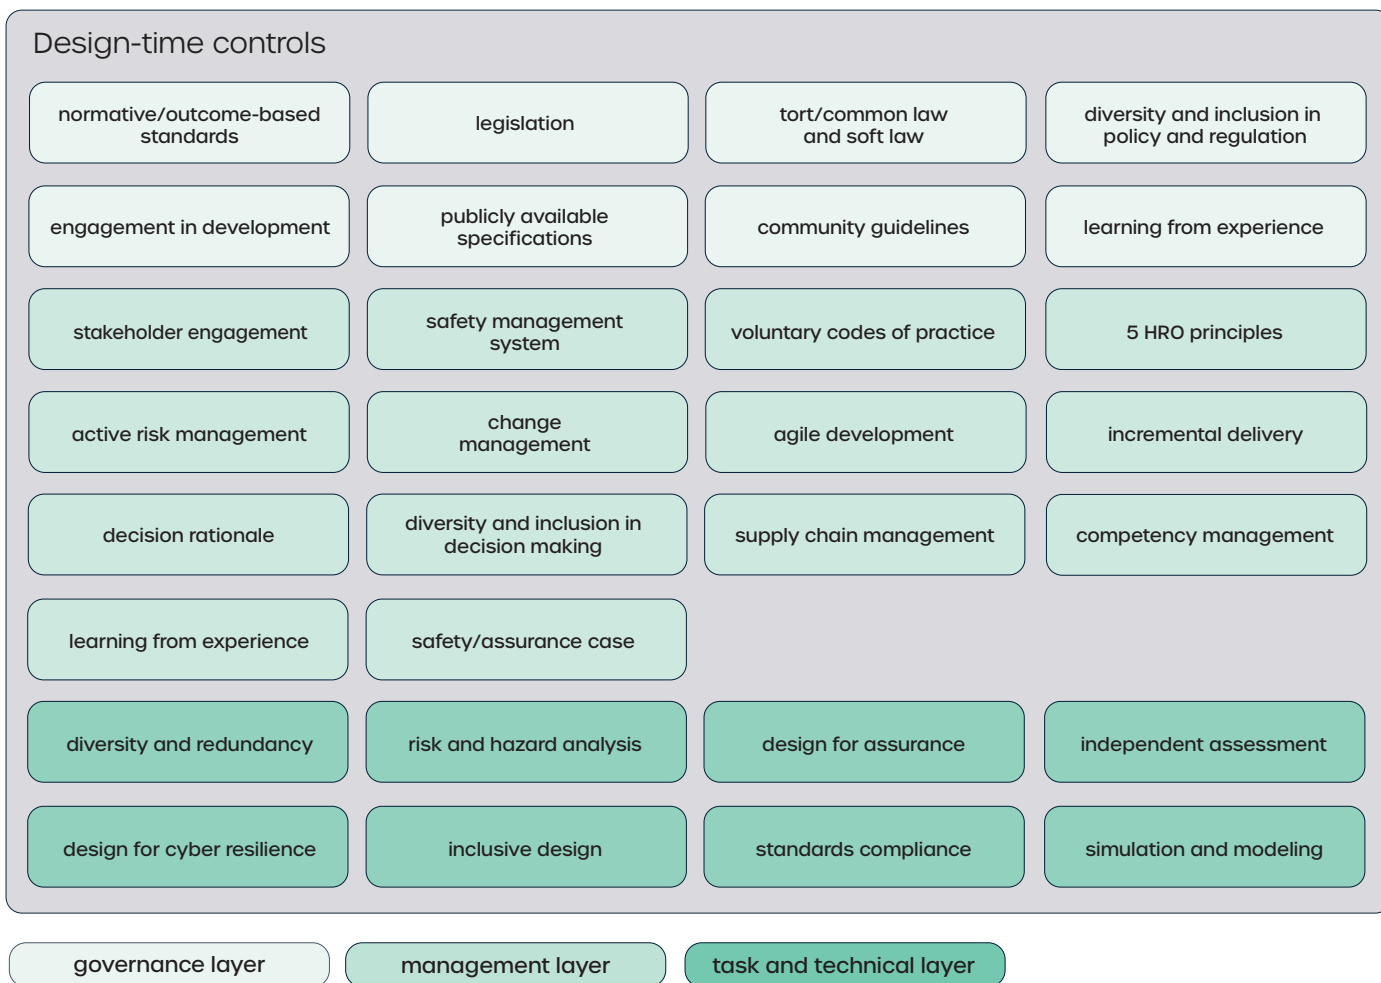 Design-time controls
normative/outcome-based
standards
legislation
tort/common law
and soft law
diversity and inclusion in
policy and regulation
engagement in development
publicly available
specifications
community guidelines
learning from experience
stakeholder engagement
safety management
system
voluntary codes of practice
5 HRO principles
active risk management
change
management
agile development
incremental delivery
decision rationale
diversity and inclusion in
decision making
supply chain management
competency management
learning from experience
safety/assurance case
diversity and redundancy
risk and hazard analysis
design for assurance
independent assessment
design for cyber resilience
inclusive design
standards compliance
simulation and modeling
governance layer
management layer
task and technical layer